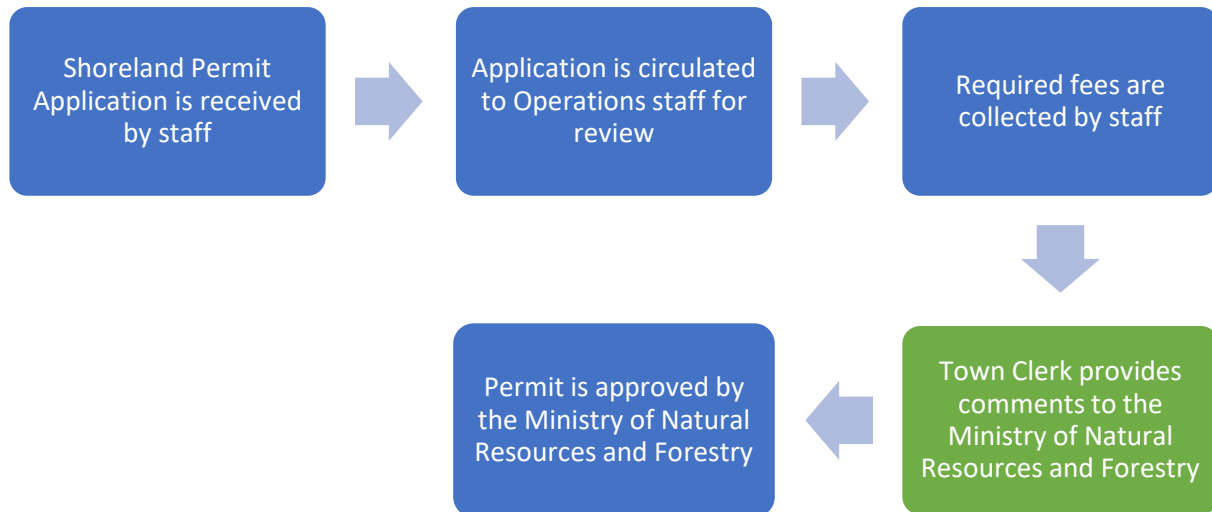 Shoreland Permit
Application is received
by staff
Application is circulated
to Operations staff for
review
Required fees are
collected by staff
Town Clerk provides
comments to the
Ministry of Natural
Resources and Forestry
Permit is approved by
the Ministry of Natural
Resources and Forestry